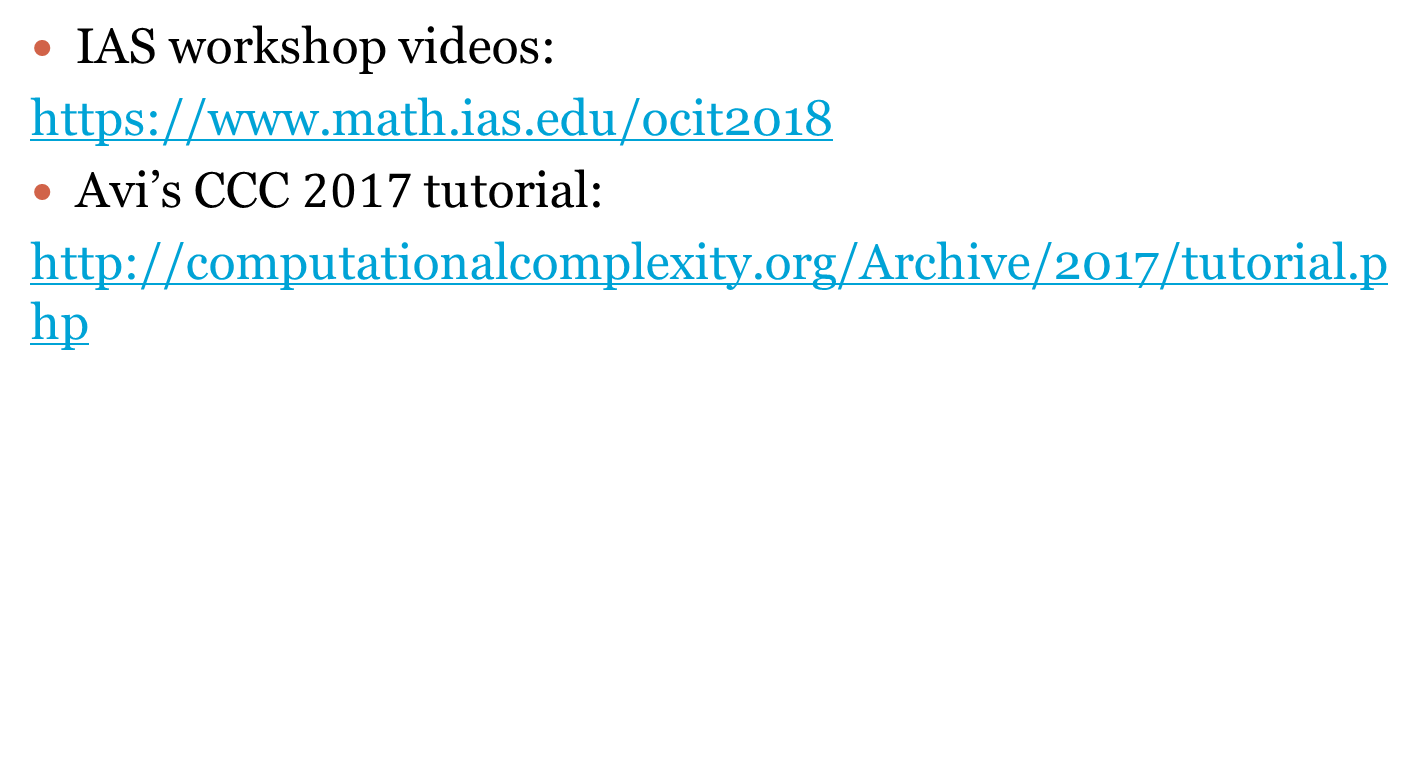 • IAS workshop videos:
https://www.math.ias.edu/ocit2018
• Avi’s CCC 2017 tutorial:
http://computationalcomplexity.org/Archive/2017/tutorial.p
hp